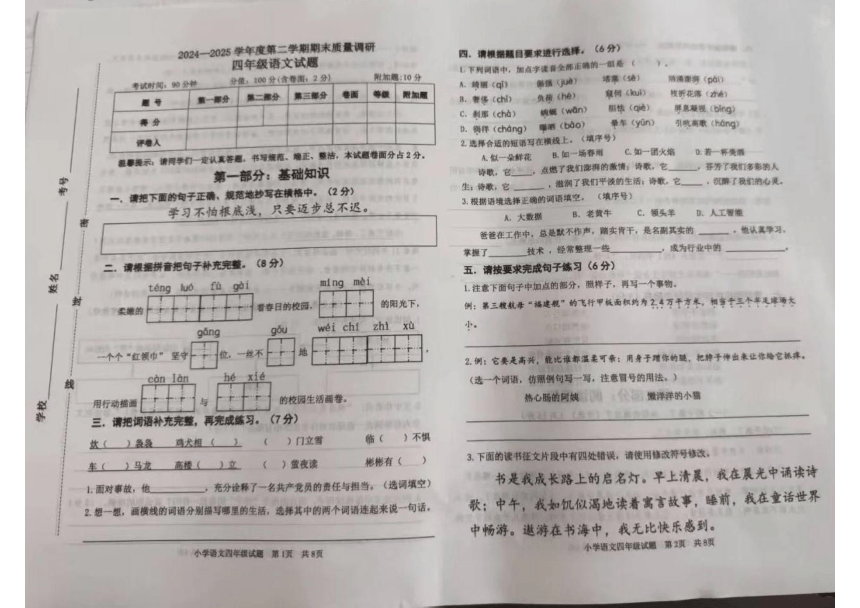 2024—2025学年度第二学期期末质量调研
四年级语文试题
考试时间：90分钟 分值：100分(含卷面：2分) 附加题:10分
题 号 第一部分 第二部分 第三部分 卷面 等级 附加题
得 分
评卷人
温馨提示：请同学们一定认真答题，书写规范、端正、整洁，本试题卷面分占2分。
第一部分：基础知识
一、请把下面的句子正确、规范地抄写在横格中。（2分）
学习不怕根底浅，只要迈步总不迟。
二、请根据拼音把句子补充完整。（8分）
téng luó fù gài míng mèi
柔嫩的 着春日的校园， 的阳光下，
gāng gǒu wéi chí zhì xù
一个个“红领巾” 坚守 位，一丝不 地 ，
càn làn hé xié
用行动描画 与 的校园生活画卷。
三、请把词语补充完整，再完成练习。（7分）
炊（ ）袅袅 鸡犬相（ ） （ ）门立雪 临（ ）不惧
车（ ）马龙 高楼（ ）立 （ ）萤夜读 彬彬有（ ）
1.面对事故，他________，充分诠释了一名共产党员的责任与担当。（选词填空）
2.想一想，画横线的词语分别描写哪里的生活，选择其中的两个词语连起来说一句话。
小学语文四年级试题 第1页 共8页
考号
姓名
学校
密
封
线
四、请根据题目要求进行选择。（6分）
1.下列词语中，加点字读音全部正确的一组是（ ）。
A. （qí） （jué） （sè） （pāi）
B. 奢侈（chǐ） 负荷（hè） （kuī） （zhé）
C. 刹那（chà） （wān） （qiè） 屏息凝视（bǐng）
D. 徜徉（cháng） （bào） 晕车（yūn） 引吭高歌（háng）
2.选择合适的短语写在横线上。（填序号）
A.似一朵鲜花 B.如一场春雨 C.如一团火焰 D.若一杯美酒
诗歌，它____，点燃了我们澎湃的激情；诗歌，它____，芬芳了我们多彩的人
生；诗歌，它____，滋润了我们平淡的生活；诗歌，它____，沉醉了我们的心灵。
3.根据语境选择正确的词语填空。（填序号）
A. 大数据 B. 老黄牛 C. 领头羊 D. 人工智能
爸爸在工作中，总是默不作声，踏实肯干，是名副其实的______。他认真学习，
掌握了______技术，经常整理一些______，成为行业中的______。
五、请按要求完成句子练习（6分）
1.注意下面句子中加点的部分，照样子，再写一个事物。
例：第三艘航母“福建舰”的飞行甲板面积约为2.4万平方米，相当于三个半足球场大
小。
2.例：它要是高兴，能比谁都温柔可亲：用身子蹭你的腿，把脖子伸出来让你给它抓痒。
（选一个词语，仿照例句写一写，注意冒号的用法。）
热心肠的阿姨 懒洋洋的小猫
3.下面的读书征文片段中有四处错误，请使用修改符号修改。
书是我成长路上的启名灯。早上清晨，我在晨光中诵读诗
歌；中午，我如饥似渴地读着寓言故事，睡前，我在童话世界
中畅游。遨游在书海中，我无比快乐感到。
小学语文四年级试题 第2页 共8页